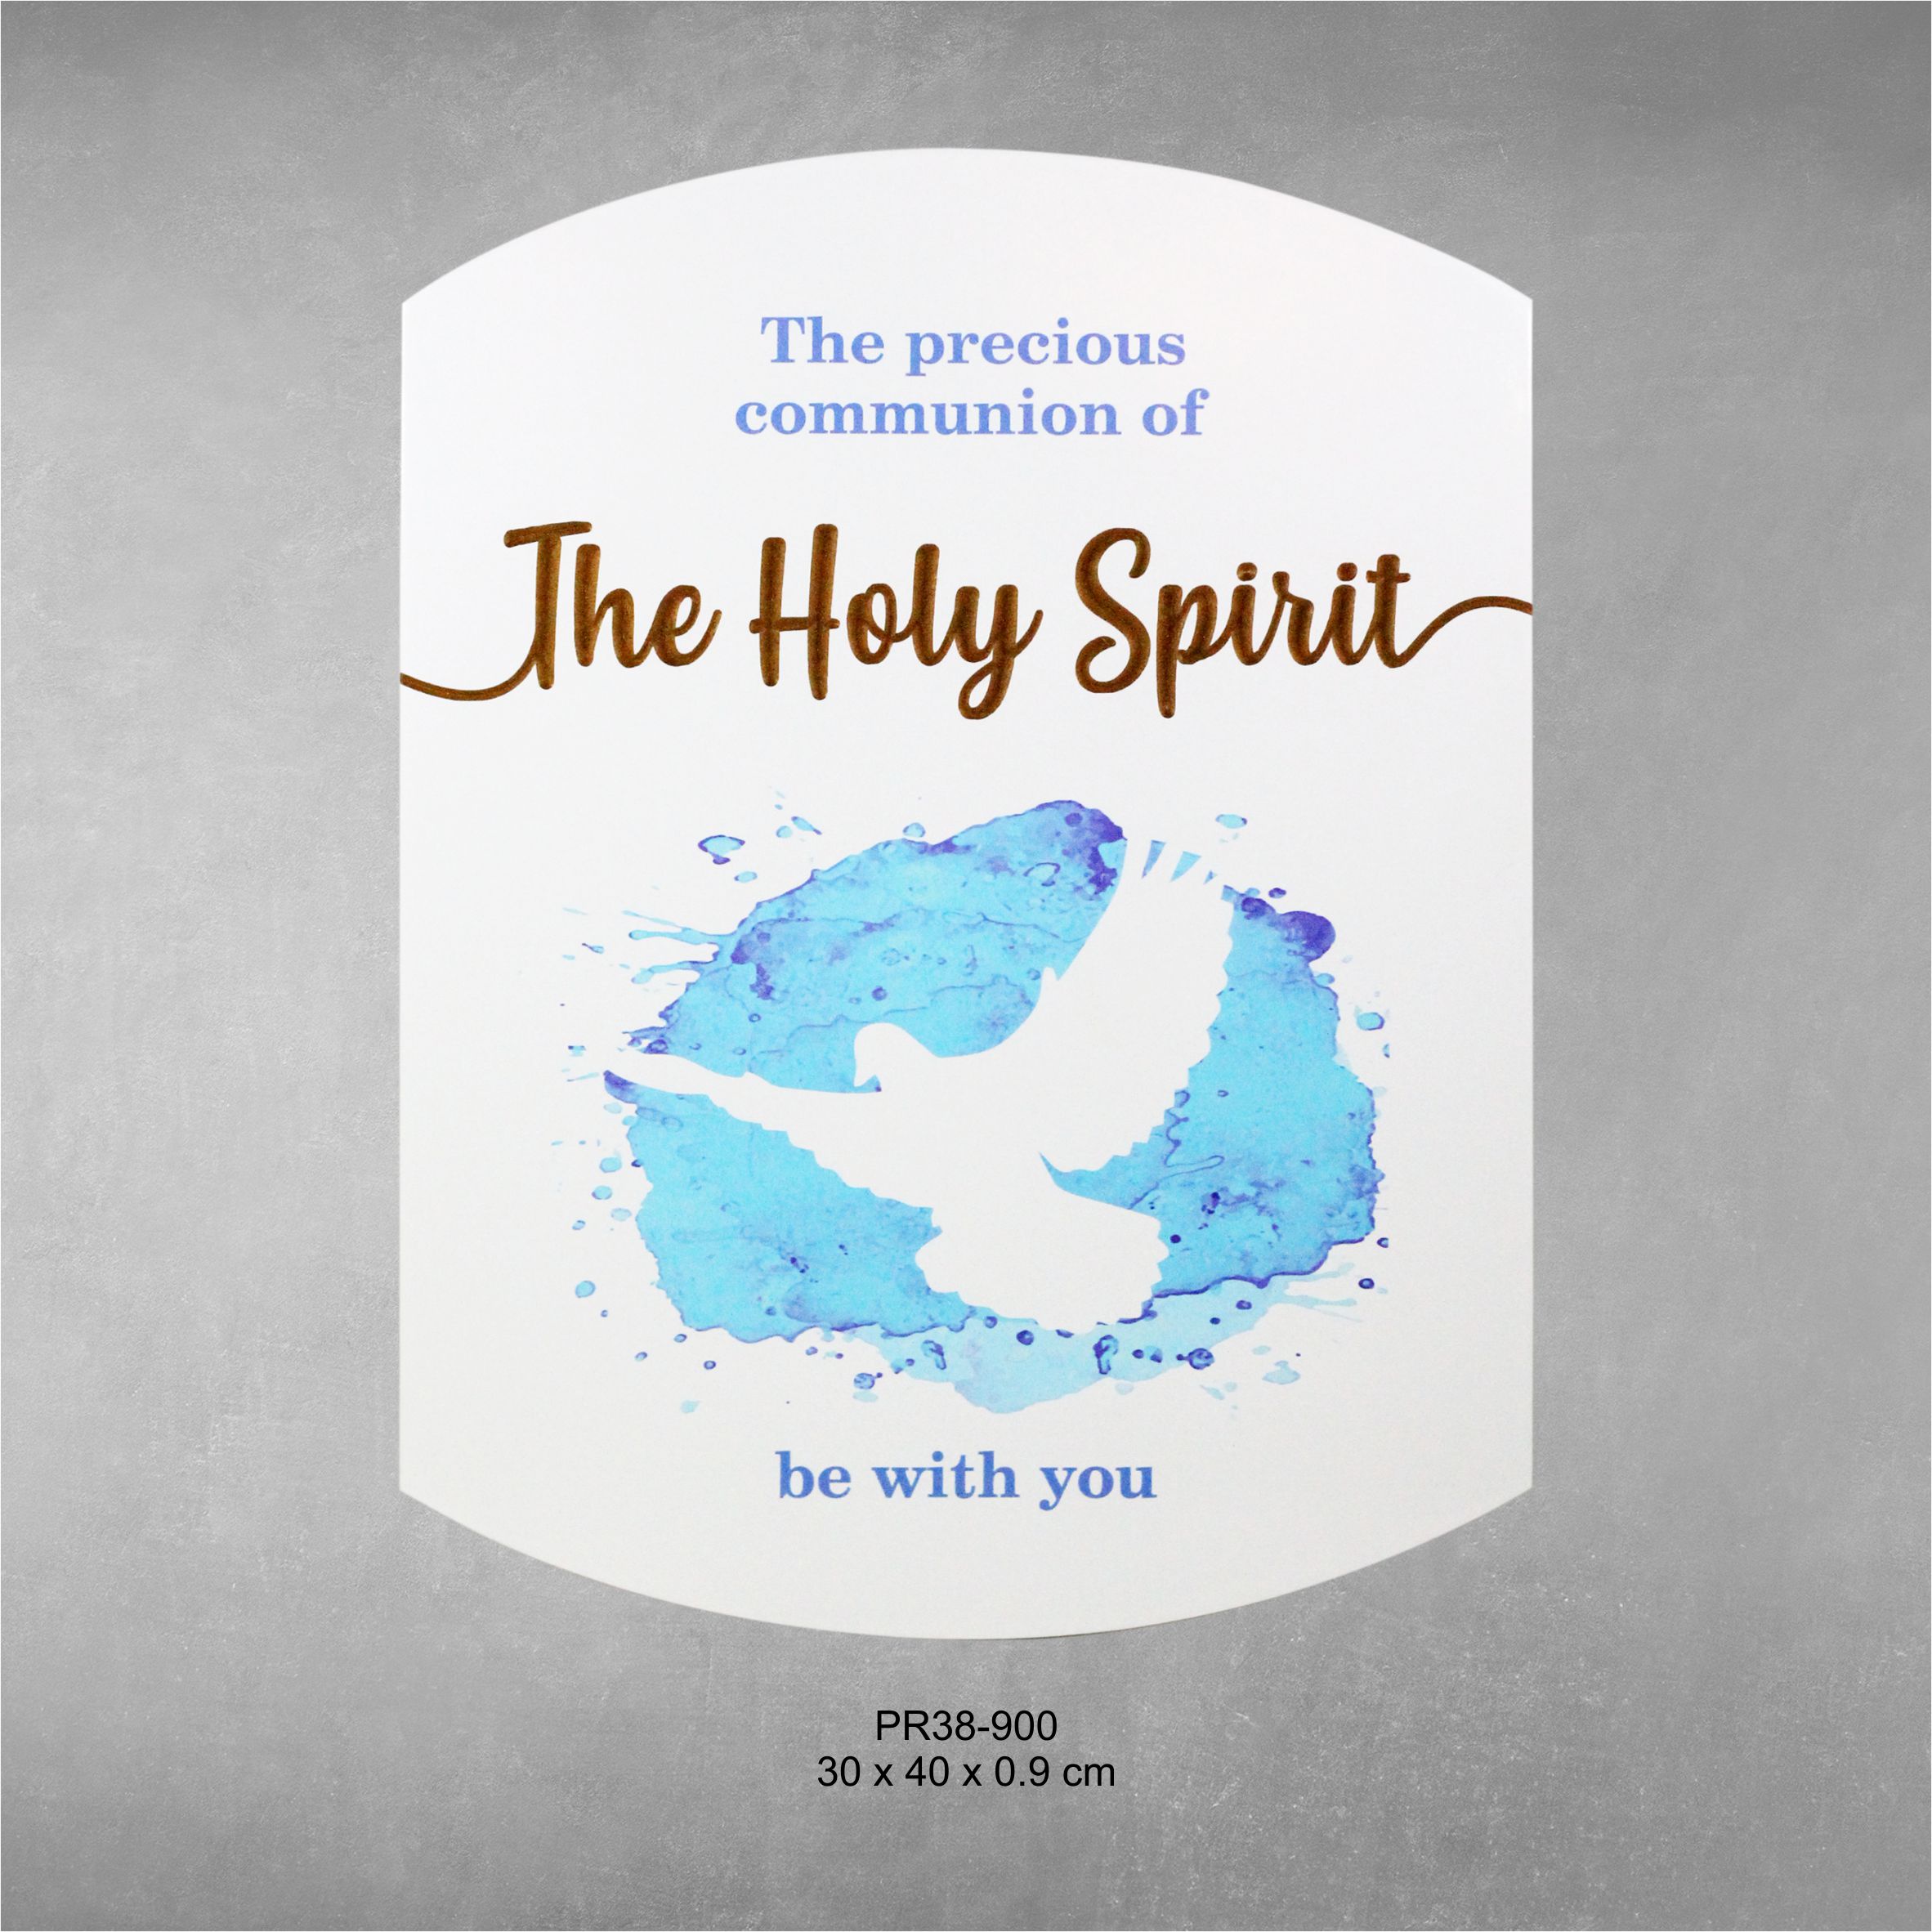 The precious
communion of
The Holy Spirit
be with you
PR38-900
30 x 40 x 0.9 cm